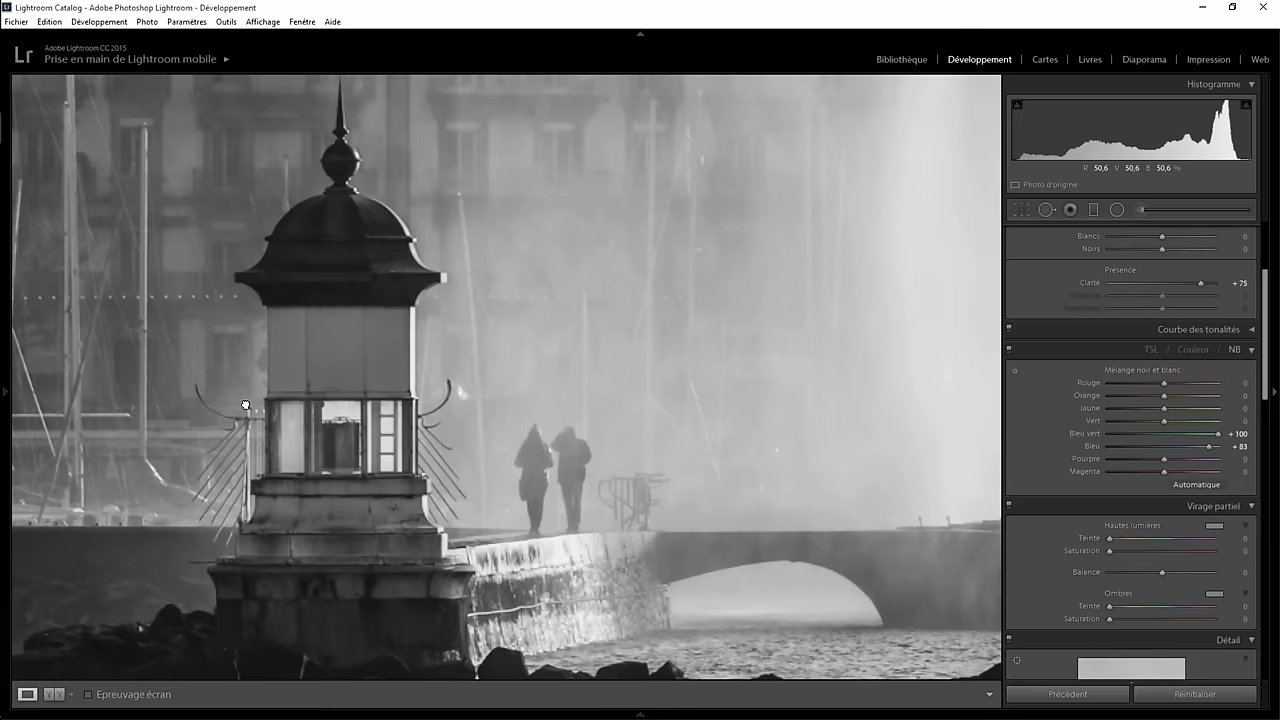 Lightroom Catalog - Adobe Photoshop Lightroom - Développement
Fichier Edition Développement Photo Paramètres Outils Affichage Fenêtre Aide
Lr
Adobe Lightroom CC 2015
Prise en main de Lightroom mobile
Bibliothèque | Développement | Cartes | Livres | Diaporama | Impression | Web
Histogramme
R 50,6 V 50,6 B 50,6 %
Photo d'origine
Blancs 0
Noirs 0
Présence
Clarté + 75
Courbe des tonalités
TSL / Couleur / NB
Mélange noir et blanc
Rouge 0
Orange 0
Jaune 0
Vert 0
Bleu vert + 100
Bleu + 83
Pourpre 0
Magenta 0
Automatique
Virage partiel
Hautes lumières
Teinte 0
Saturation 0
Balance 0
Ombres
Teinte 0
Saturation 0
Détail
Epreuvage écran
Précédent Réinitialiser